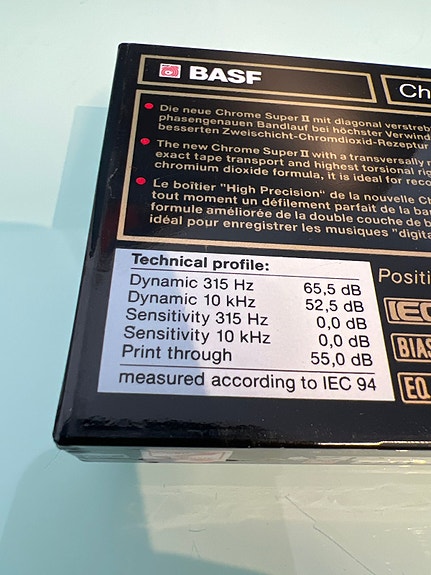 BASF
Ch
Die neue Chrome Super II mit diagonal verstreb
phasengenauen Bandlauf bei höchster Verwind
besserten Zweischicht-Chromdioxid-Rezeptur
The new Chrome Super II with a transversally r
exact tape transport and highest torsional rig
chromium dioxide formula, it is ideal for reco
Le boîtier "High Precision" de la nouvelle Ch
tout moment un défilement parfait de la ban
formule améliorée de la double couche de b
idéal pour enregistrer les musiques "digita
Technical profile:
Dynamic 315 Hz 65,5 dB
Dynamic 10 kHz 52,5 dB
Sensitivity 315 Hz 0,0 dB
Sensitivity 10 kHz 0,0 dB
Print through 55,0 dB
measured according to IEC 94
Positi
IEC
BIAS
EQ